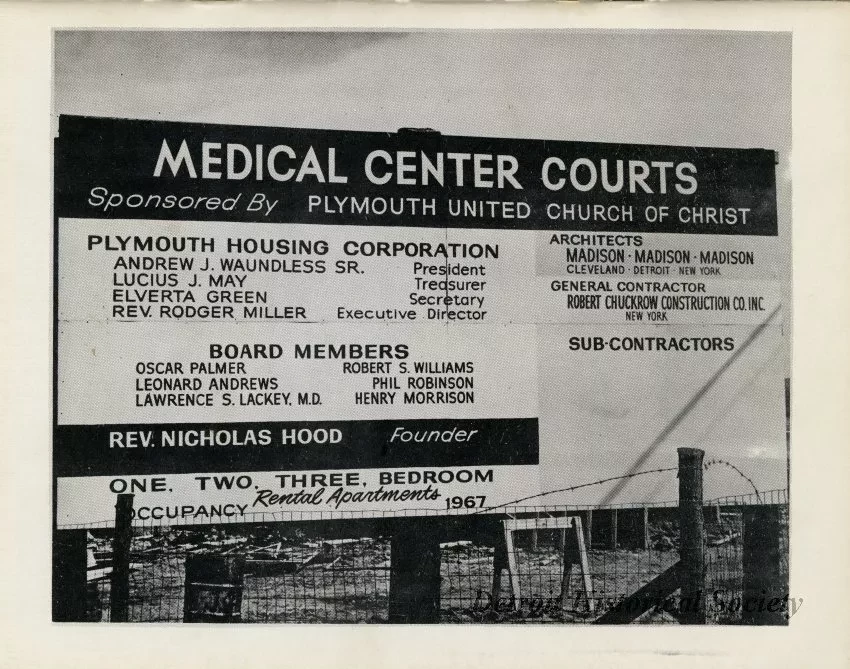 MEDICAL CENTER COURTS
Sponsored By PLYMOUTH UNITED CHURCH OF CHRIST
PLYMOUTH HOUSING CORPORATION
ANDREW J. WAUNDLESS SR. President
LUCIUS J. MAY Treasurer
ELVERTA GREEN Secretary
REV. RODGER MILLER Executive Director
BOARD MEMBERS
OSCAR PALMER ROBERT S. WILLIAMS
LEONARD ANDREWS PHIL ROBINSON
LAWRENCE S. LACKEY, M.D. HENRY MORRISON
REV. NICHOLAS HOOD Founder
ONE, TWO, THREE, BEDROOM
Rental Apartments
OCCUPANCY 1967
ARCHITECTS
MADISON · MADISON · MADISON
CLEVELAND · DETROIT · NEW YORK
GENERAL CONTRACTOR
ROBERT CHUCKROW CONSTRUCTION CO. INC.
NEW YORK
SUB-CONTRACTORS
Detroit Historical Society